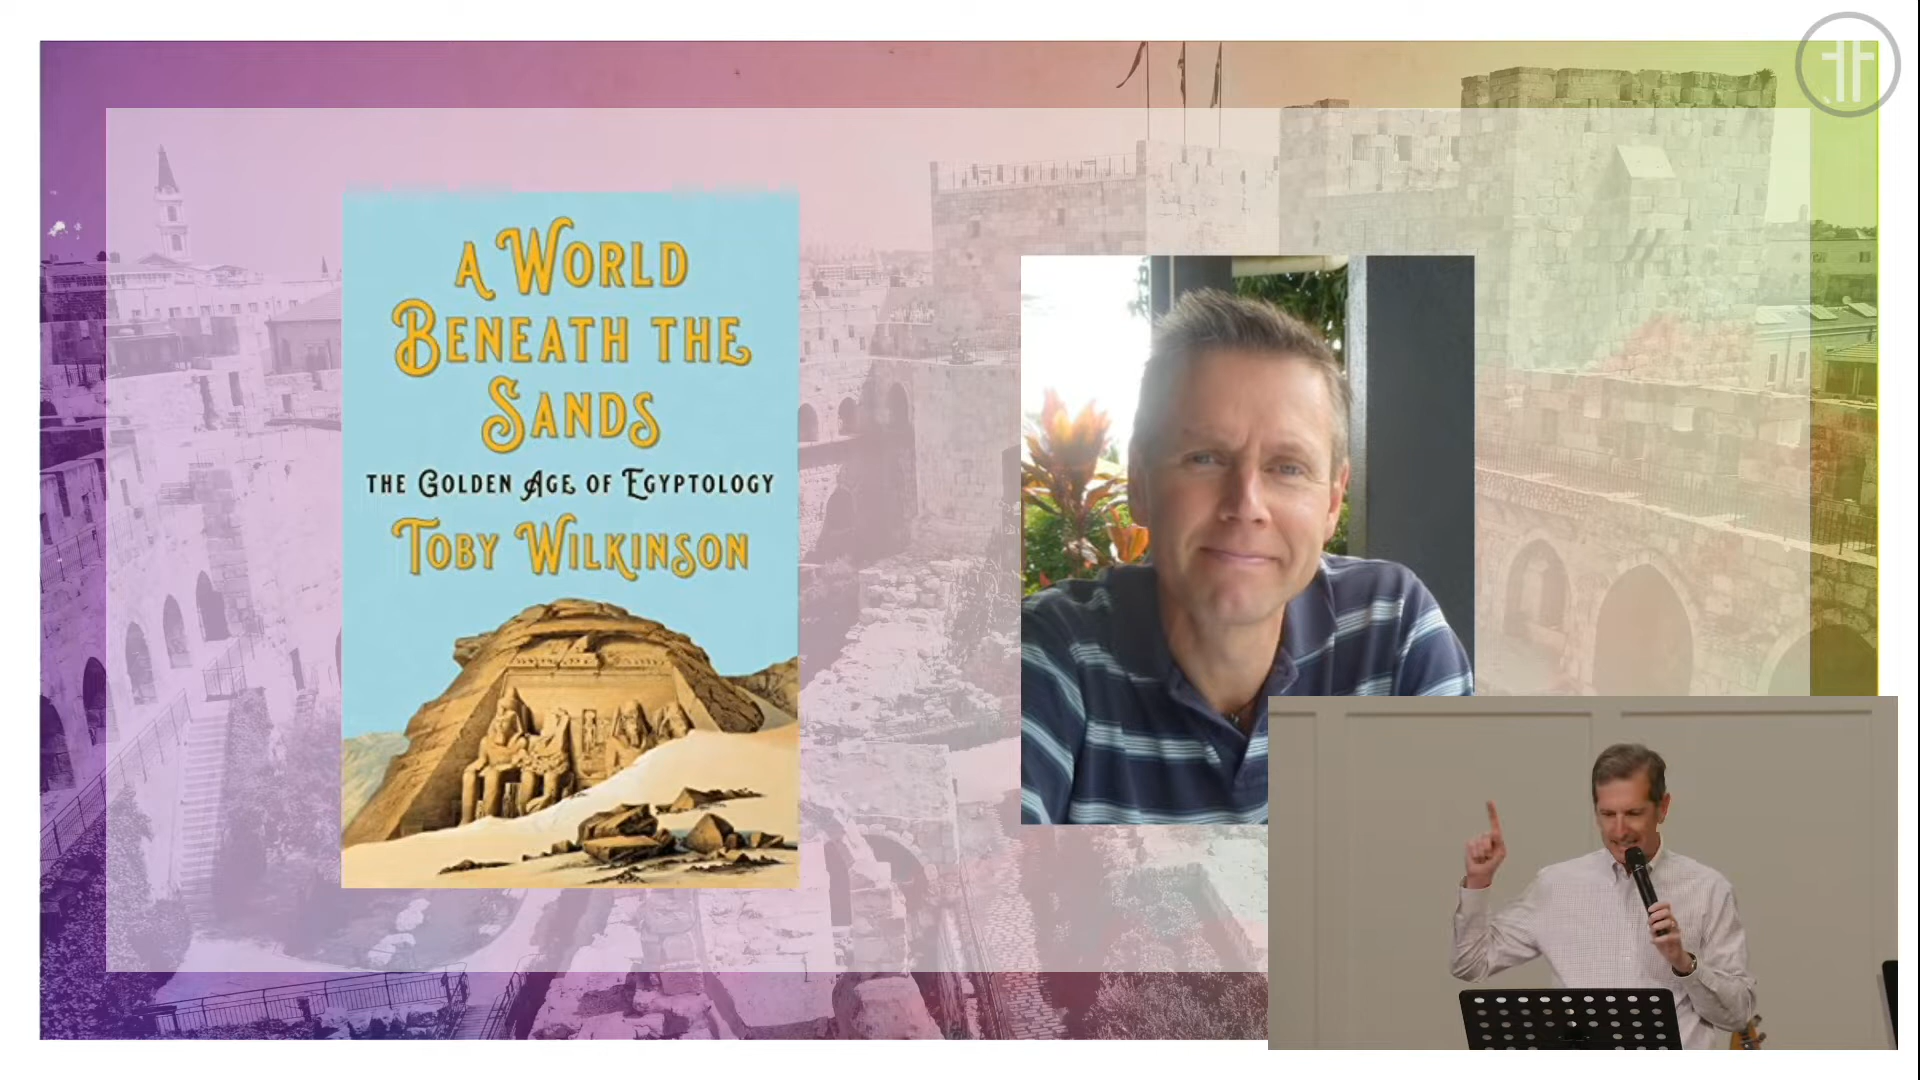 A World
Beneath the
Sands
The Golden Age of Egyptology
Toby Wilkinson